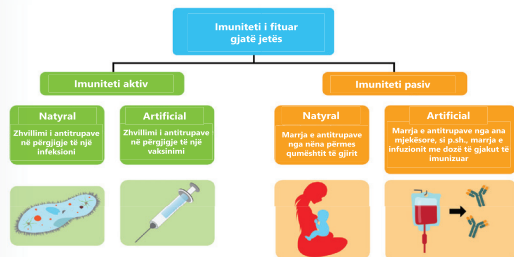 Imuniteti i fituar
gjatë jetës
Imuniteti aktiv
Imuniteti pasiv
Natyral
Zhvillimi i antitrupave
në përgjigje të një
infeksioni
Artificial
Zhvillimi i antitrupave
në përgjigje të një
vaksinimi
Natyral
Marrja e antitrupave
nga nëna përmes
qumështit të gjirit
Artificial
Marrja e antitrupave nga ana
mjekësore, si p.sh., marrja e
infuzionit me dozë të gjakut të
imunizuar